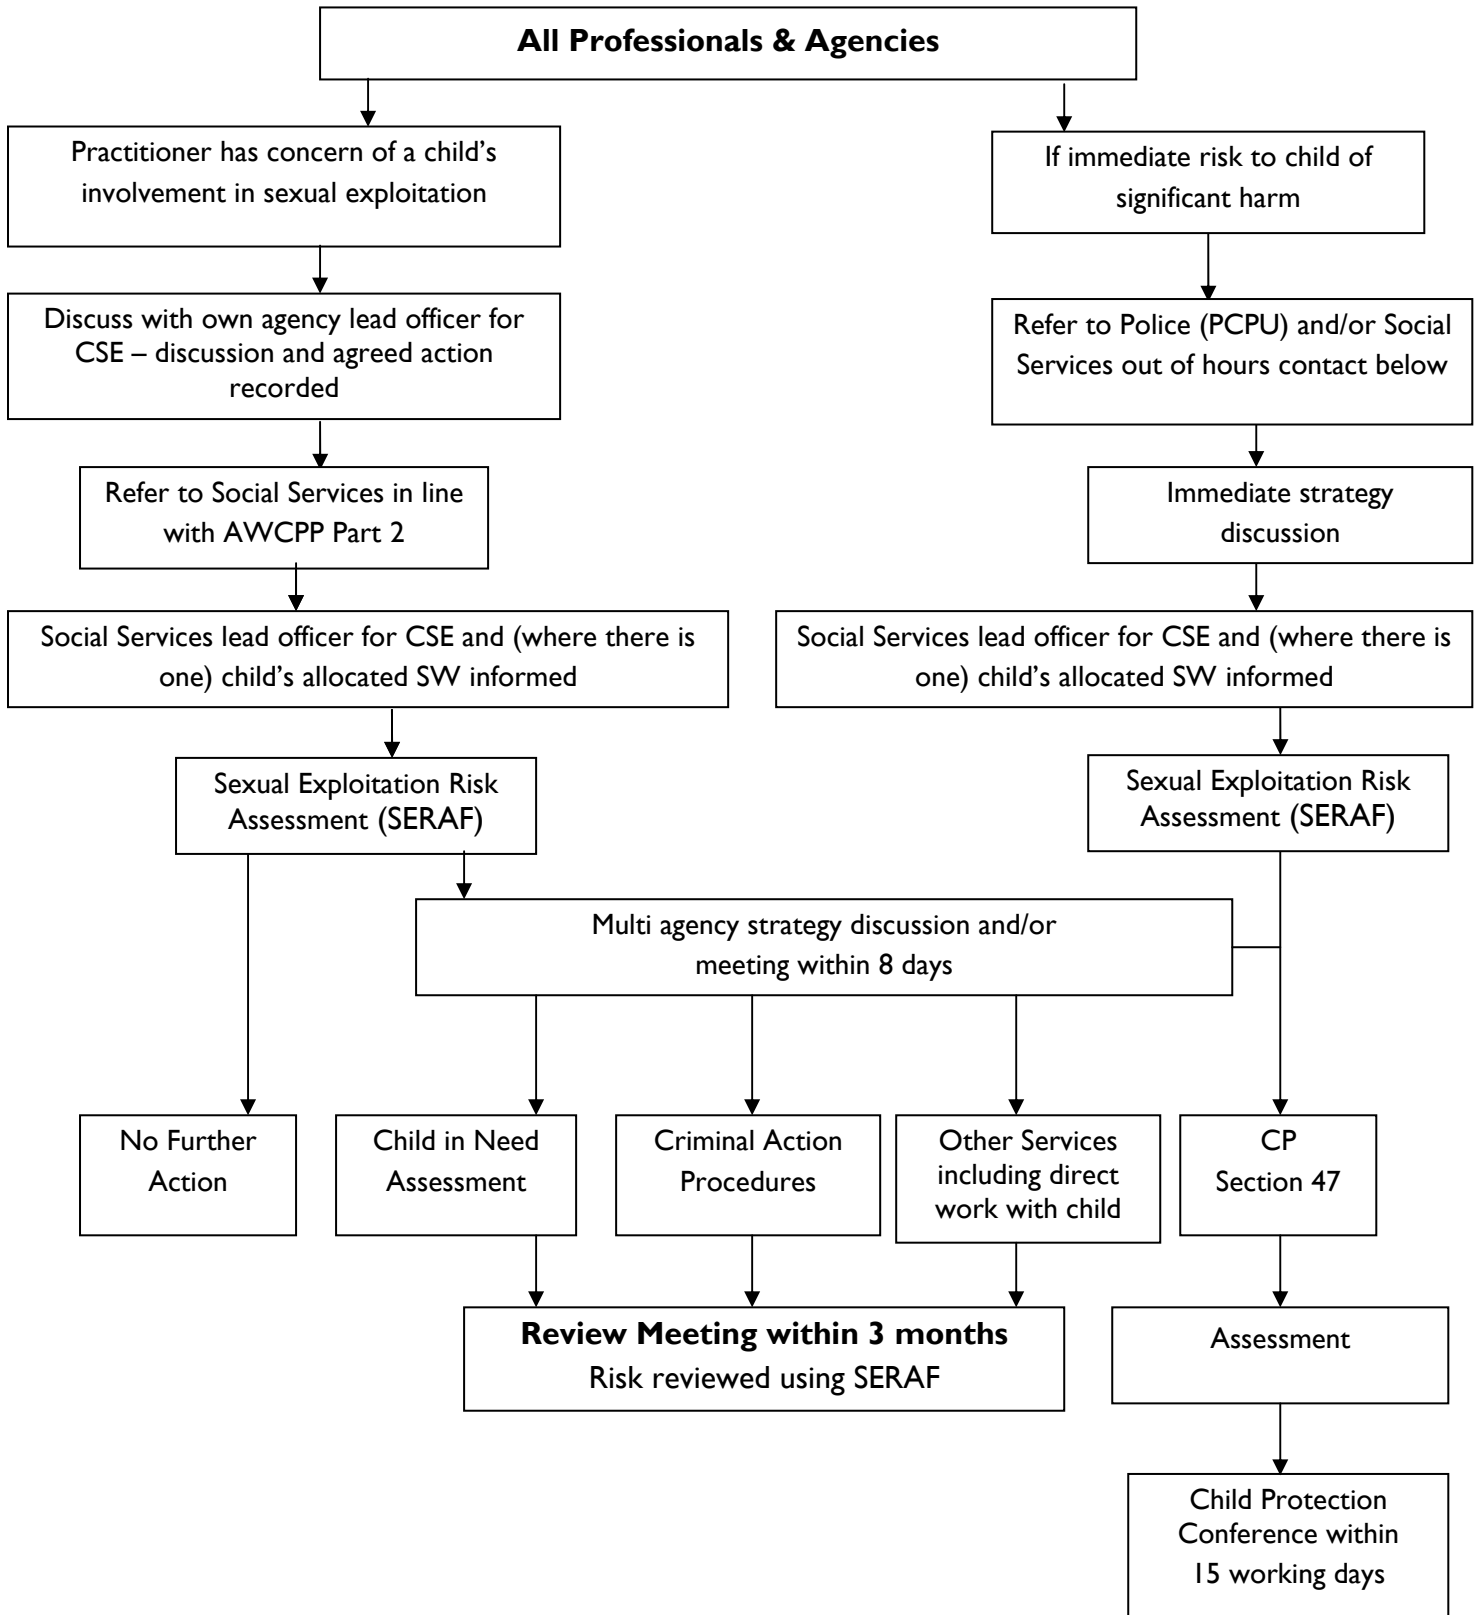 All Professionals & Agencies
Practitioner has concern of a child's
involvement in sexual exploitation
If immediate risk to child of
significant harm
Discuss with own agency lead officer for
CSE – discussion and agreed action
recorded
Refer to Police (PCPU) and/or Social
Services out of hours contact below
Refer to Social Services in line
with AWCPP Part 2
Immediate strategy
discussion
Social Services lead officer for CSE and (where there is
one) child's allocated SW informed
Social Services lead officer for CSE and (where there is
one) child's allocated SW informed
Sexual Exploitation Risk
Assessment (SERAF)
Sexual Exploitation Risk
Assessment (SERAF)
Multi agency strategy discussion and/or
meeting within 8 days
No Further
Action
Child in Need
Assessment
Criminal Action
Procedures
Other Services
including direct
work with child
CP
Section 47
Review Meeting within 3 months
Risk reviewed using SERAF
Assessment
Child Protection
Conference within
15 working days